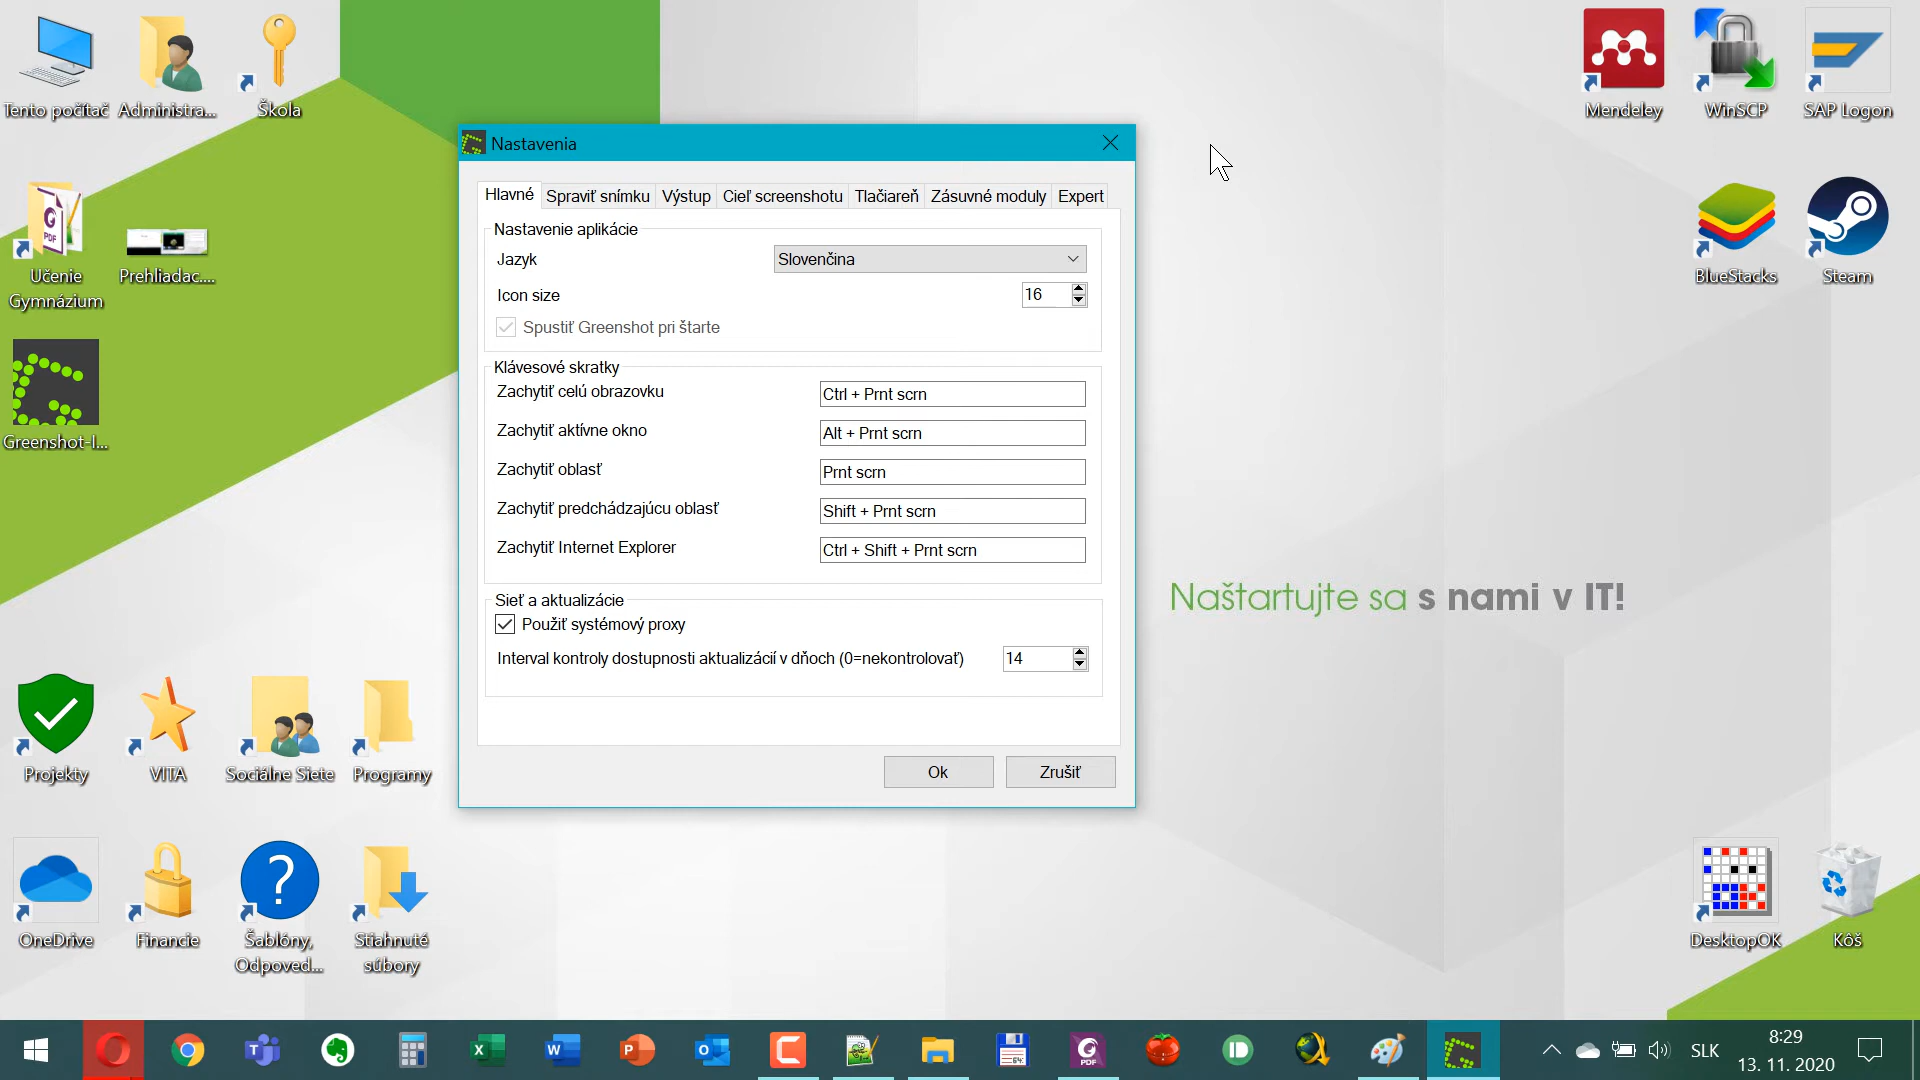 Tento počítač
Administra...
Škola
Mendeley
WinSCP
SAP Logon
Nastavenia
Hlavné
Spraviť snímku
Výstup
Cieľ screenshotu
Tlačiareň
Zásuvné moduly
Expert
Nastavenie aplikácie
Jazyk
Slovenčina
Icon size
16
Spustiť Greenshot pri štarte
Klávesové skratky
Zachytiť celú obrazovku
Ctrl + Prnt scrn
Zachytiť aktívne okno
Alt + Prnt scrn
Zachytiť oblasť
Prnt scrn
Zachytiť predchádzajúcu oblasť
Shift + Prnt scrn
Zachytiť Internet Explorer
Ctrl + Shift + Prnt scrn
Sieť a aktualizácie
Použiť systémový proxy
Interval kontroly dostupnosti aktualizácií v dňoch (0=nekontrolovať)
14
Ok
Zrušiť
PDF
Učenie
Gymnázium
Prehliadac....
BlueStacks
Steam
Greenshot-I...
Naštartujte sa s nami v IT!
Projekty
VITA
Sociálne Siete
Programy
OneDrive
Financie
Šablóny,
Odpoved...
Stiahnuté
súbory
DesktopOK
Kôš
64
PDF
SLK
8:29
13. 11. 2020